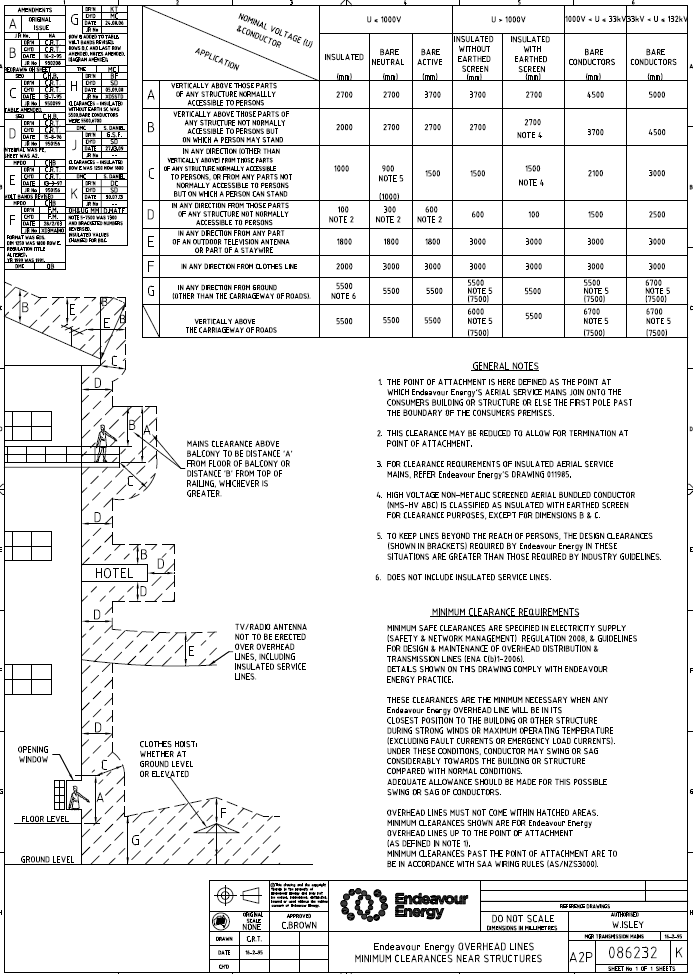 AMENDMENTS
A ORIGINAL ISSUE
NOMINAL VOLTAGE (U) & CONDUCTOR
APPLICATION
U ≤ 1000V
U > 1000V
1000V < U ≤ 33kV
33kV < U ≤ 132kV
INSULATED (mm)
BARE NEUTRAL (mm)
BARE ACTIVE (mm)
INSULATED WITHOUT EARTHED SCREEN (mm)
INSULATED WITH EARTHED SCREEN (mm)
BARE CONDUCTORS (mm)
BARE CONDUCTORS (mm)
A VERTICALLY ABOVE THOSE PARTS OF ANY STRUCTURE NORMALLLY ACCESSIBLE TO PERSONS 2700 2700 3700 2700 2700 4500 5000
B VERTICALLY ABOVE THOSE PARTS OF ANY STRUCTURE NOT NORMALLY ACCESSIBLE TO PERSONS BUT ON WHICH A PERSON MAY STAND 2000 2700 2700 2700 2700 NOTE 4 3700 4500
C IN ANY DIRECTION (OTHER THAN VERTICALLY ABOVE) FROM THOSE PARTS OF ANY STRUCTURE NORMALLY ACCESSIBLE TO PERSONS, OR FROM ANY PARTS NOT NORMALLY ACCESSIBLE TO PERSONS BUT ON WHICH A PERSON CAN STAND 1000 900 NOTE 5 (1000) 1500 1500 1500 NOTE 4 2100 3000
D IN ANY DIRECTION FROM THOSE PARTS OF ANY STRUCTURE NOT NORMALLY ACCESSIBLE TO PERSONS 100 NOTE 2 300 NOTE 2 600 NOTE 2 600 100 1500 2500
E IN ANY DIRECTION FROM ANY PART OF AN OUTDOOR TELEVISION ANTENNA OR PART OF A STAYWIRE 1800 1800 1800 3000 3000 3000 3000
F IN ANY DIRECTION FROM CLOTHES LINE 2000 3000 3000 3000 3000 3000 3000
G IN ANY DIRECTION FROM GROUND (OTHER THAN THE CARRIAGEWAY OF ROADS). 5500 NOTE 6 5500 5500 5500 NOTE 5 (7500) 5500 5500 NOTE 5 (7500) 6700 NOTE 5 (7500)
VERTICALLY ABOVE THE CARRIAGEWAY OF ROADS 5500 5500 5500 6000 NOTE 5 (7500) 5500 6700 NOTE 5 (7500) 6700 NOTE 5 (7500)
GENERAL NOTES
1. THE POINT OF ATTACHMENT IS HERE DEFINED AS THE POINT AT
WHICH Endeavour Energy'S AERIAL SERVICE MAINS JOIN ONTO THE
CONSUMERS BUILDING OR STRUCTURE OR ELSE THE FIRST POLE PAST
THE BOUNDARY OF THE CONSUMERS PREMISES.
2. THIS CLEARANCE MAY BE REDUCED TO ALLOW FOR TERMINATION AT
POINT OF ATTACHMENT.
3. FOR CLEARANCE REQUIREMENTS OF INSULATED AERIAL SERVICE
MAINS, REFER Endeavour Energy'S DRAWING 011985.
4. HIGH VOLTAGE NON-METALIC SCREENED AERIAL BUNDLED CONDUCTOR
(NMS-HV ABC) IS CLASSIFIED AS INSULATED WITH EARTHED SCREEN
FOR CLEARANCE PURPOSES, EXCEPT FOR DIMENSIONS B & C.
5. TO KEEP LINES BEYOND THE REACH OF PERSONS, THE DESIGN CLEARANCES
(SHOWN IN BRACKETS) REQUIRED BY Endeavour Energy IN THESE
SITUATIONS ARE GREATER THAN THOSE REQUIRED BY INDUSTRY GUIDELINES.
6. DOES NOT INCLUDE INSULATED SERVICE LINES.
MINIMUM CLEARANCE REQUIREMENTS
MINIMUM SAFE CLEARANCES ARE SPECIFIED IN ELECTRICITY SUPPLY
(SAFETY & NETWORK MANAGEMENT) REGULATION 2008, & GUIDELINES
FOR DESIGN & MAINTENANCE OF OVERHEAD DISTRIBUTION &
TRANSMISSION LINES (ENA C(b)1-2006).
DETAILS SHOWN ON THIS DRAWING COMPLY WITH ENDEAVOUR
ENERGY PRACTICE.
THESE CLEARANCES ARE THE MINIMUM NECESSARY WHEN ANY
Endeavour Energy OVERHEAD LINE WILL BE IN ITS
CLOSEST POSITION TO THE BUILDING OR OTHER STRUCTURE
DURING STRONG WINDS OR MAXIMUM OPERATING TEMPERATURE
(EXCLUDING FAULT CURRENTS OR EMERGENCY LOAD CURRENTS).
UNDER THESE CONDITIONS, CONDUCTOR MAY SWING OR SAG
CONSIDERABLY TOWARDS THE BUILDING OR STRUCTURE
COMPARED WITH NORMAL CONDITIONS.
ADEQUATE ALLOWANCE SHOULD BE MADE FOR THIS POSSIBLE
SWING OR SAG OF CONDUCTORS.
OVERHEAD LINES MUST NOT COME WITHIN HATCHED AREAS.
MINIMUM CLEARANCES SHOWN ARE FOR Endeavour Energy
OVERHEAD LINES UP TO THE POINT OF ATTACHMENT
(AS DEFINED IN NOTE 1),
MINIMUM CLEARANCES PAST THE POINT OF ATTACHMENT ARE TO
BE IN ACCORDANCE WITH SAA WIRING RULES (AS/NZS3000).
MAINS CLEARANCE ABOVE
BALCONY TO BE DISTANCE 'A'
FROM FLOOR OF BALCONY OR
DISTANCE 'B' FROM TOP OF
RAILING, WHICHEVER IS
GREATER.
HOTEL
TV/RADIO ANTENNA
NOT TO BE ERECTED
OVER OVERHEAD
LINES, INCLUDING
INSULATED SERVICE
LINES.
CLOTHES HOIST:
WHETHER AT
GROUND LEVEL
OR ELEVATED
OPENING
WINDOW
FLOOR LEVEL
GROUND LEVEL
ORIGINAL SCALE NONE
APPROVED C.BROWN
DRAWN C.R.T.
DATE 16-2-95
CH'D
Endeavour
Energy
DO NOT SCALE
DIMENSIONS IN MILLIMETRES
REFERENCE DRAWINGS
AUTHORISED
W.ISLEY
MGR TRANSMISSION MAINS 16-2-95
Endeavour Energy OVERHEAD LINES
MINIMUM CLEARANCES NEAR STRUCTURES
A2P 086232 K
SHEET No 1 OF 1 SHEETS